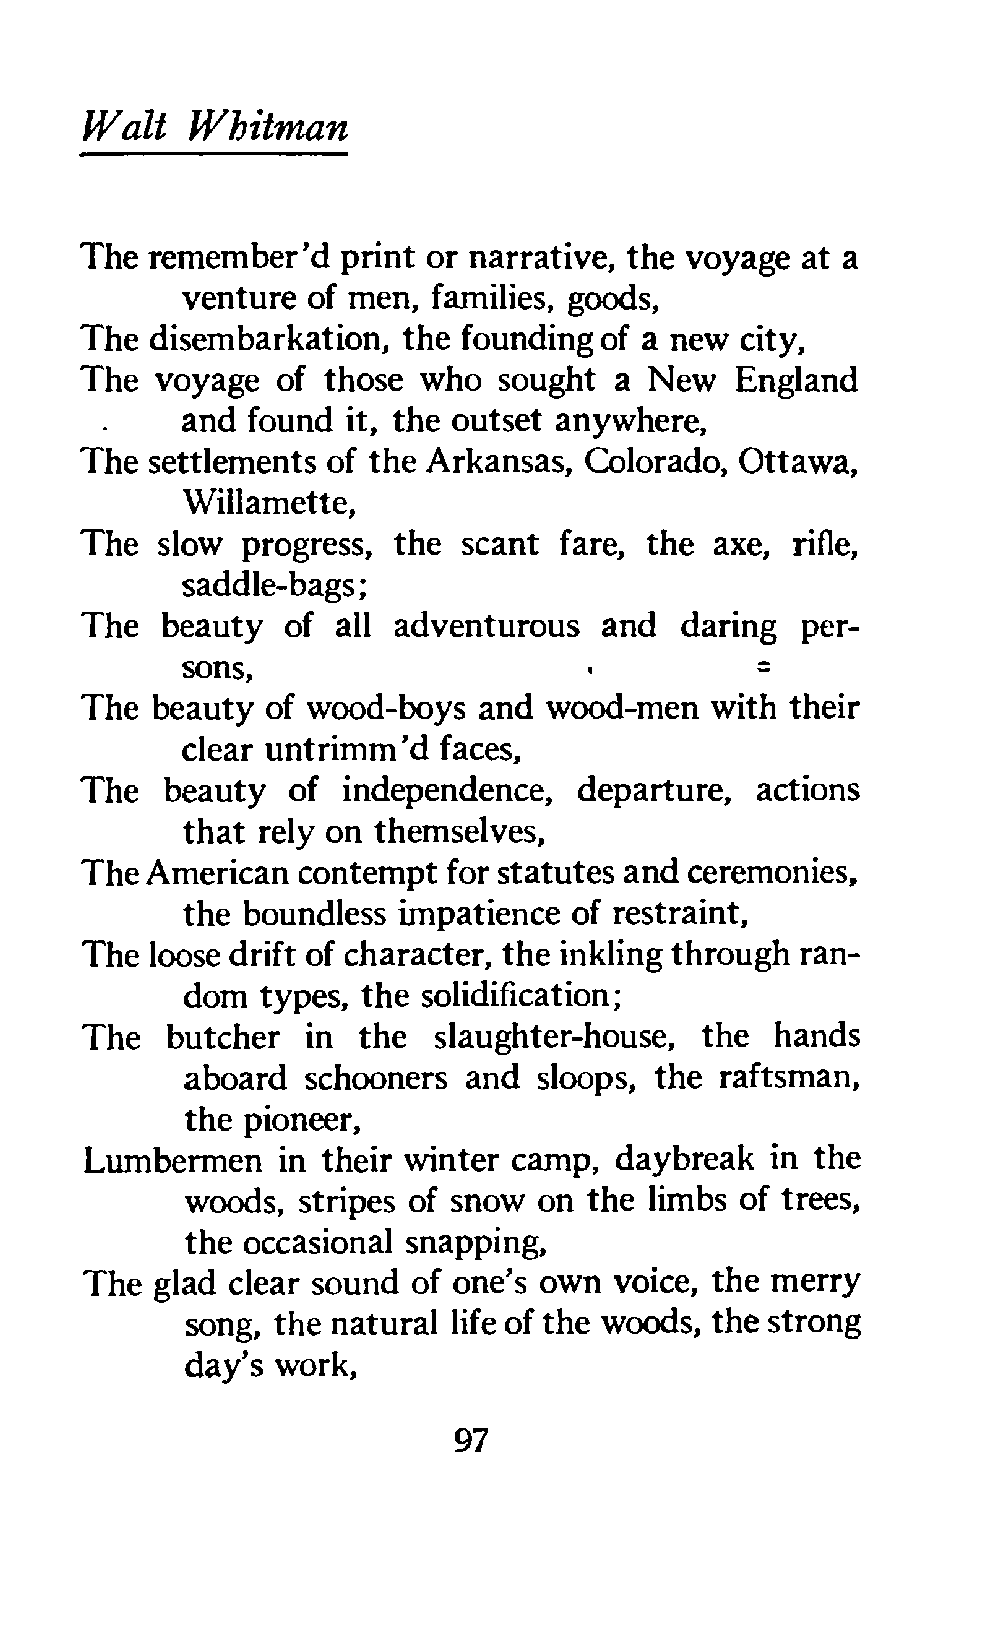 Walt Whitman
The remember'd print or narrative, the voyage at a
venture of men, families, goods,
The disembarkation, the founding of a new city,
The voyage of those who sought a New England
and found it, the outset anywhere,
The settlements of the Arkansas, Colorado, Ottawa,
Willamette,
The slow progress, the scant fare, the axe, rifle,
saddle-bags;
The beauty of all adventurous and daring per-
sons,
The beauty of wood-boys and wood-men with their
clear untrimm'd faces,
The beauty of independence, departure, actions
that rely on themselves,
The American contempt for statutes and ceremonies,
the boundless impatience of restraint,
The loose drift of character, the inkling through ran-
dom types, the solidification;
The butcher in the slaughter-house, the hands
aboard schooners and sloops, the raftsman,
the pioneer,
Lumbermen in their winter camp, daybreak in the
woods, stripes of snow on the limbs of trees,
the occasional snapping,
The glad clear sound of one's own voice, the merry
song, the natural life of the woods, the strong
day's work,
97